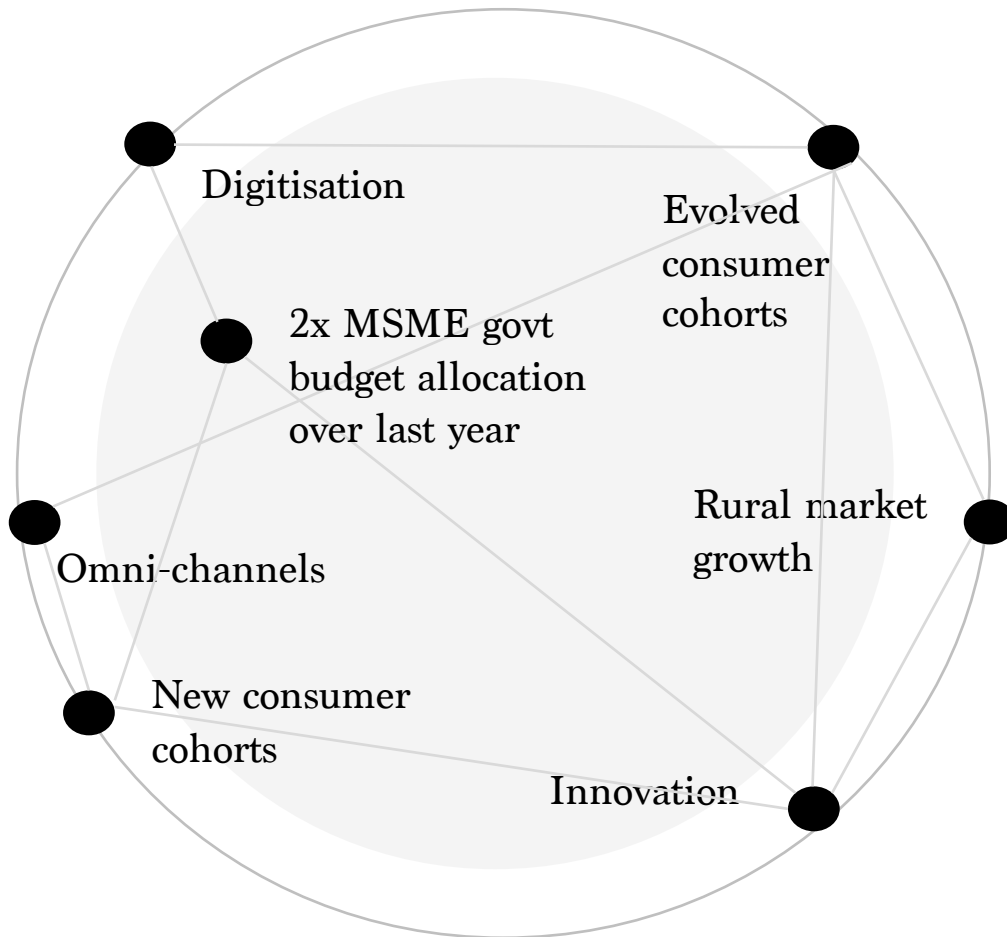 Digitisation
Evolved
consumer
cohorts
2x MSME govt
budget allocation
over last year
Rural market
growth
Omni-channels
New consumer
cohorts
Innovation